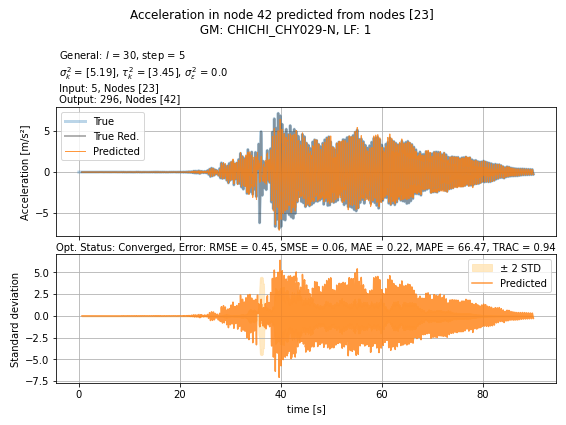 Acceleration in node 42 predicted from nodes [23]
GM: CHICHI_CHY029-N, LF: 1
General: l = 30, step = 5
σ²ₖ = [5.19], τ²ₖ = [3.45], σ²ε = 0.0
Input: 5, Nodes [23]
Output: 296, Nodes [42]
Acceleration [m/s²]
5
0
−5
True
True Red.
Predicted
Opt. Status: Converged, Error: RMSE = 0.45, SMSE = 0.06, MAE = 0.22, MAPE = 66.47, TRAC = 0.94
Standard deviation
5.0
2.5
0.0
−2.5
−5.0
−7.5
± 2 STD
Predicted
0 20 40 60 80
time [s]